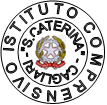 ISTITUTO COMPRENSIVO
"S. CATERINA" - CAGLIARI